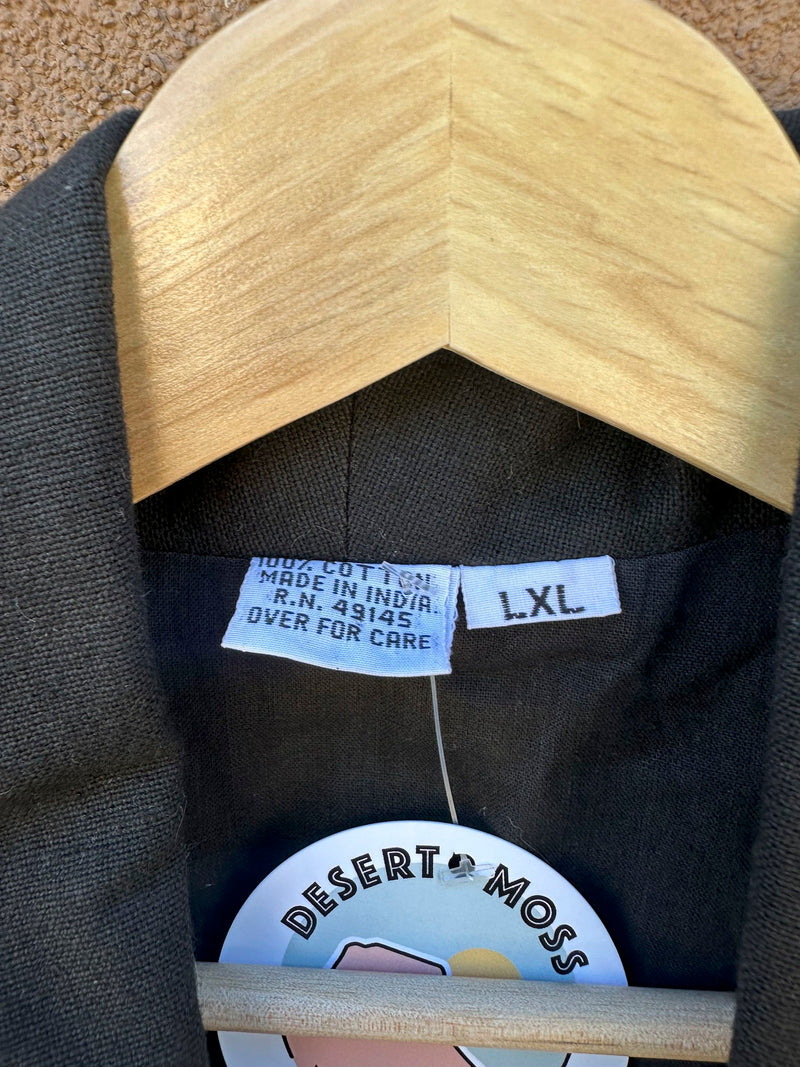 100% COTTON
MADE IN INDIA.
R.N. 49145
OVER FOR CARE
LXL
DESERT MOSS